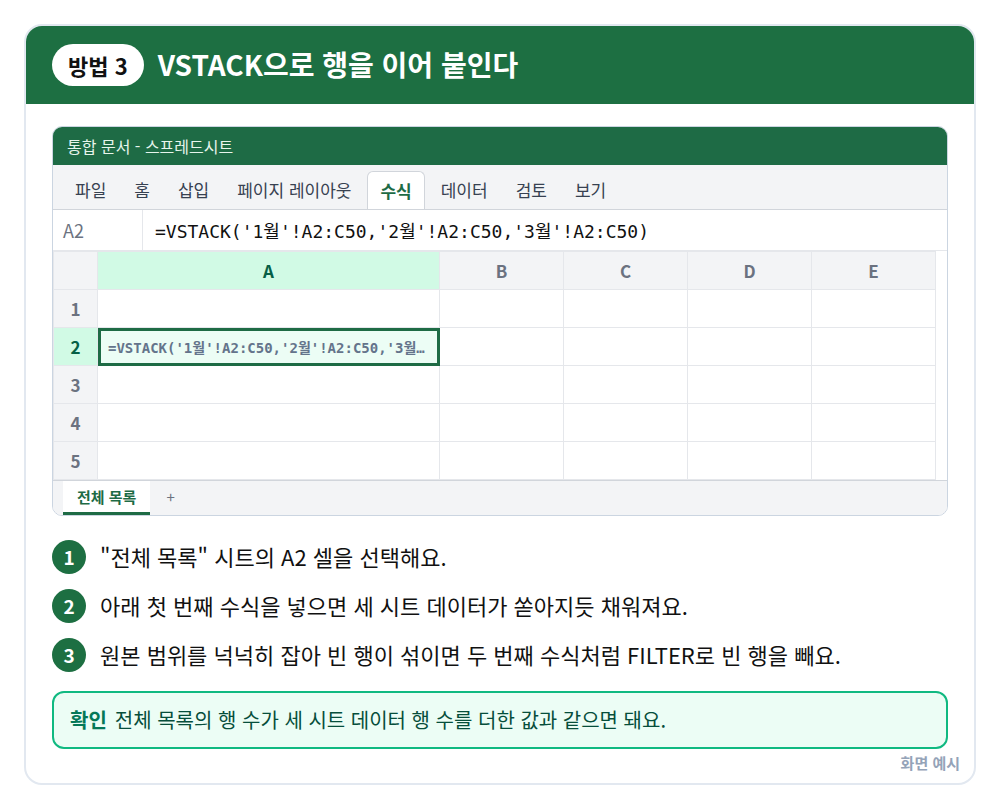 방법 3 VSTACK으로 행을 이어 붙인다
통합 문서 - 스프레드시트
파일 홈 삽입 페이지 레이아웃 수식 데이터 검토 보기
A2 =VSTACK('1월'!A2:C50,'2월'!A2:C50,'3월'!A2:C50)
A B C D E
1
2 =VSTACK('1월'!A2:C50,'2월'!A2:C50,'3월…
3
4
5
전체 목록 +
1 "전체 목록" 시트의 A2 셀을 선택해요.
2 아래 첫 번째 수식을 넣으면 세 시트 데이터가 쏟아지듯 채워져요.
3 원본 범위를 넉넉히 잡아 빈 행이 섞이면 두 번째 수식처럼 FILTER로 빈 행을 빼요.
확인 전체 목록의 행 수가 세 시트 데이터 행 수를 더한 값과 같으면 돼요.
화면 예시